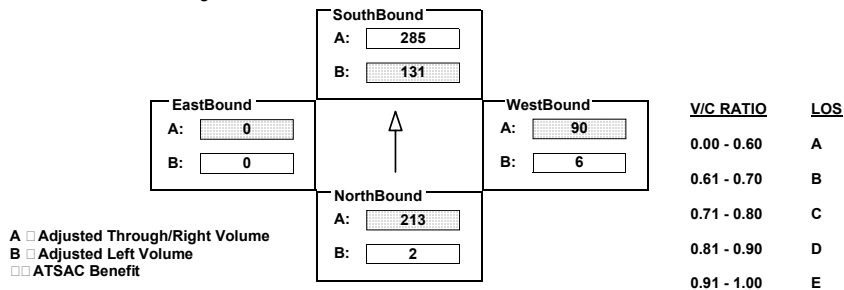 SouthBound
A: 285
B: 131
EastBound
A: 0
B: 0
WestBound
A: 90
B: 6
NorthBound
A: 213
B: 2
A □ Adjusted Through/Right Volume
B □ Adjusted Left Volume
□□ ATSAC Benefit
V/C RATIO LOS
0.00 - 0.60 A
0.61 - 0.70 B
0.71 - 0.80 C
0.81 - 0.90 D
0.91 - 1.00 E